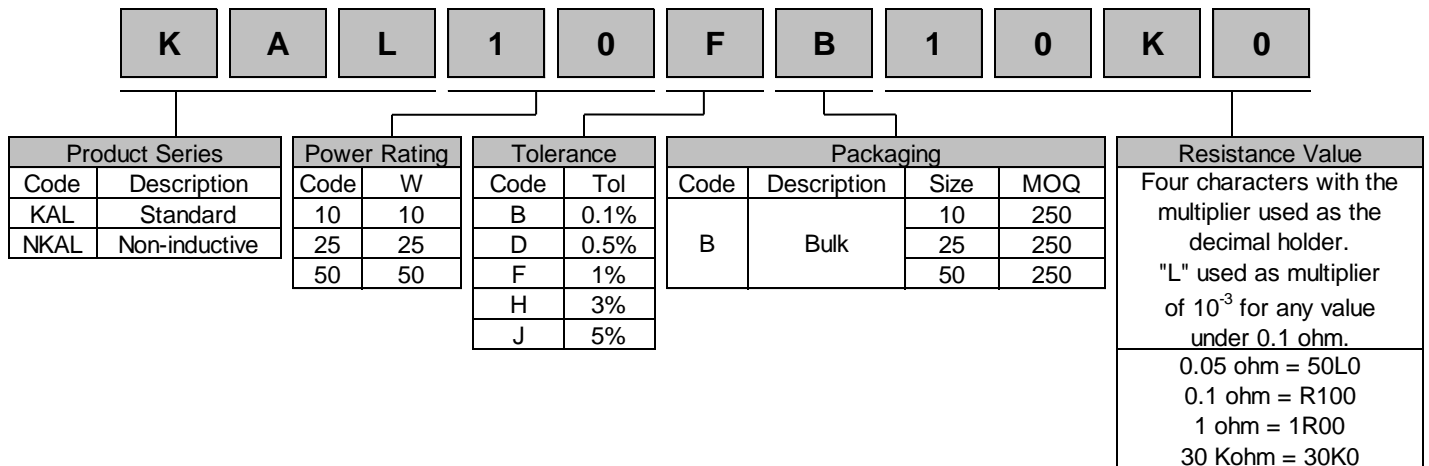 K A L 1 0 F B 1 0 K 0
Product Series
Code Description
KAL Standard
NKAL Non-inductive
Power Rating
Code W
10 10
25 25
50 50
Tolerance
Code Tol
B 0.1%
D 0.5%
F 1%
H 3%
J 5%
Packaging
Code Description Size MOQ
B Bulk
10 250
25 250
50 250
Resistance Value
Four characters with the
multiplier used as the
decimal holder.
"L" used as multiplier
of 10⁻³ for any value
under 0.1 ohm.
0.05 ohm = 50L0
0.1 ohm = R100
1 ohm = 1R00
30 Kohm = 30K0